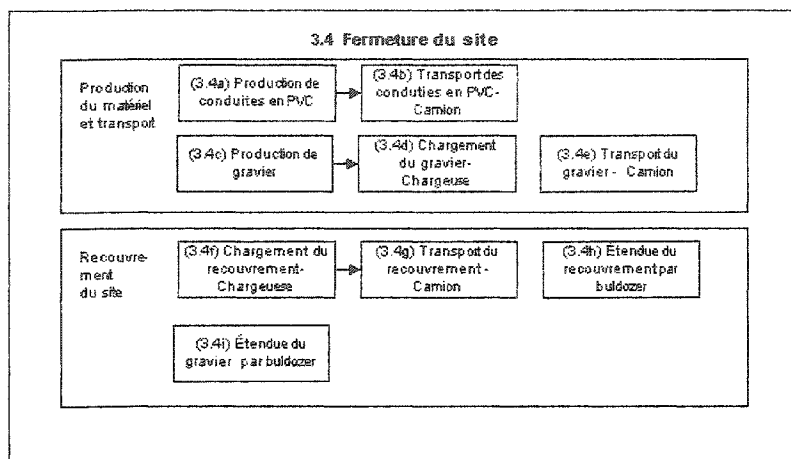 3.4 Fermeture du site
Production
du matériel
et transport
(3.4a) Production de
conduites en PVC
(3.4b) Transport des
conduties en PVC-
Camion
(3.4c) Production de
gravier
(3.4d) Chargement
du gravier-
Chargeuse
(3.4e) Transport du
gravier - Camion
Recouvre-
ment
du site
(3.4f) Chargement du
recouvrement-
Chargeuese
(3.4g) Transport du
recouvrement -
Camion
(3.4h) Étendue du
recouvrement par
buldozer
(3.4i) Étendue du
gravier par buldozer